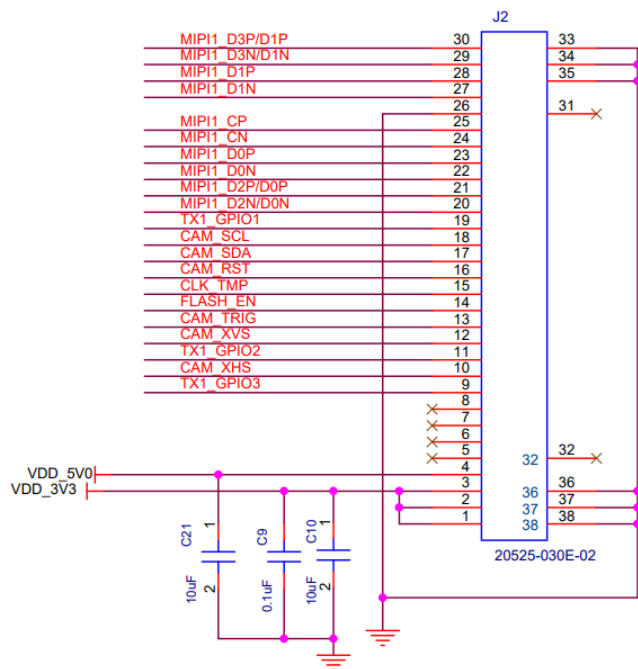 J2
MIPI1_D3P/D1P 30 33
MIPI1_D3N/D1N 29 34
MIPI1_D1P 28 35
MIPI1_D1N 27
26 31
MIPI1_CP 25
MIPI1_CN 24
MIPI1_D0P 23
MIPI1_D0N 22
MIPI1_D2P/D0P 21
MIPI1_D2N/D0N 20
TX1_GPIO1 19
CAM_SCL 18
CAM_SDA 17
CAM_RST 16
CLK_TMP 15
FLASH_EN 14
CAM_TRIG 13
CAM_XVS 12
TX1_GPIO2 11
CAM_XHS 10
TX1_GPIO3 9
8
7
6
5 32 32
VDD_5V0 4
VDD_3V3 3 36 36
2 37 37
1 38 38
20525-030E-02
C21 1 2 10uF
C9 0.1uF
C10 1 2 10uF